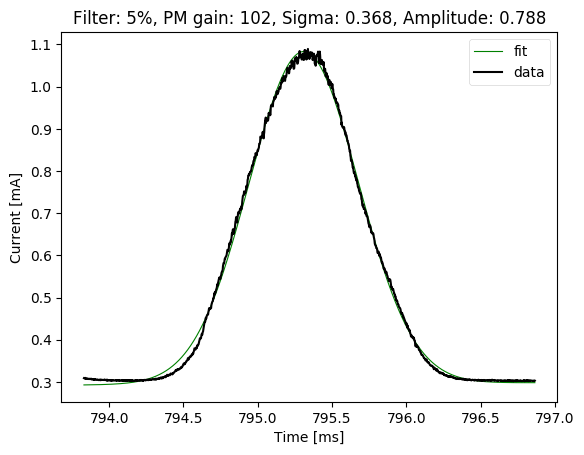 Filter: 5%, PM gain: 102, Sigma: 0.368, Amplitude: 0.788
fit
data
1.1
1.0
0.9
0.8
0.7
0.6
0.5
0.4
0.3
Current [mA]
794.0 794.5 795.0 795.5 796.0 796.5 797.0
Time [ms]